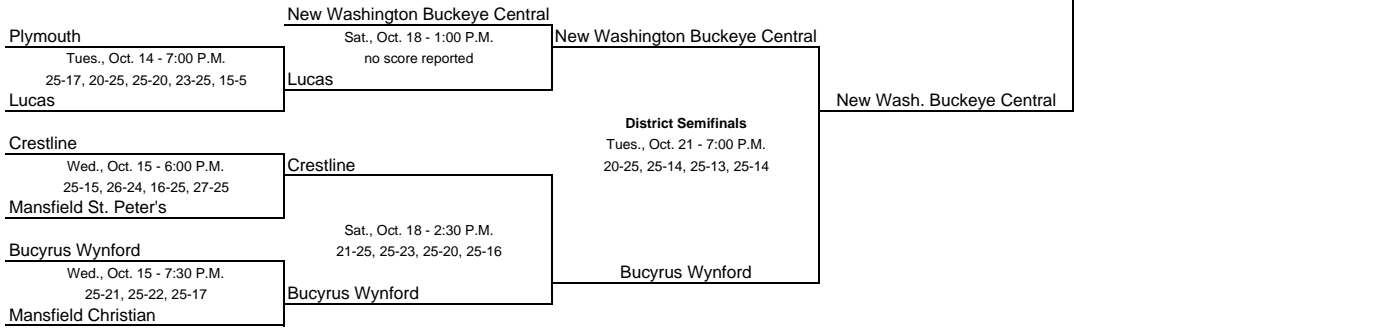 New Washington Buckeye Central
Plymouth
Sat., Oct. 18 - 1:00 P.M.
New Washington Buckeye Central
Tues., Oct. 14 - 7:00 P.M.
no score reported
25-17, 20-25, 25-20, 23-25, 15-5
Lucas
Lucas
New Wash. Buckeye Central
District Semifinals
Crestline
Tues., Oct. 21 - 7:00 P.M.
Wed., Oct. 15 - 6:00 P.M.
Crestline
20-25, 25-14, 25-13, 25-14
25-15, 26-24, 16-25, 27-25
Mansfield St. Peter's
Sat., Oct. 18 - 2:30 P.M.
Bucyrus Wynford
21-25, 25-23, 25-20, 25-16
Wed., Oct. 15 - 7:30 P.M.
Bucyrus Wynford
25-21, 25-22, 25-17
Bucyrus Wynford
Mansfield Christian